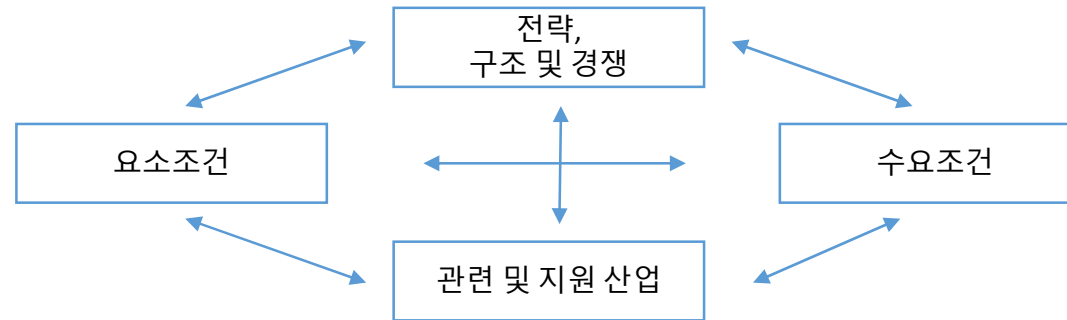 전략,
구조 및 경쟁
요소조건
수요조건
관련 및 지원 산업